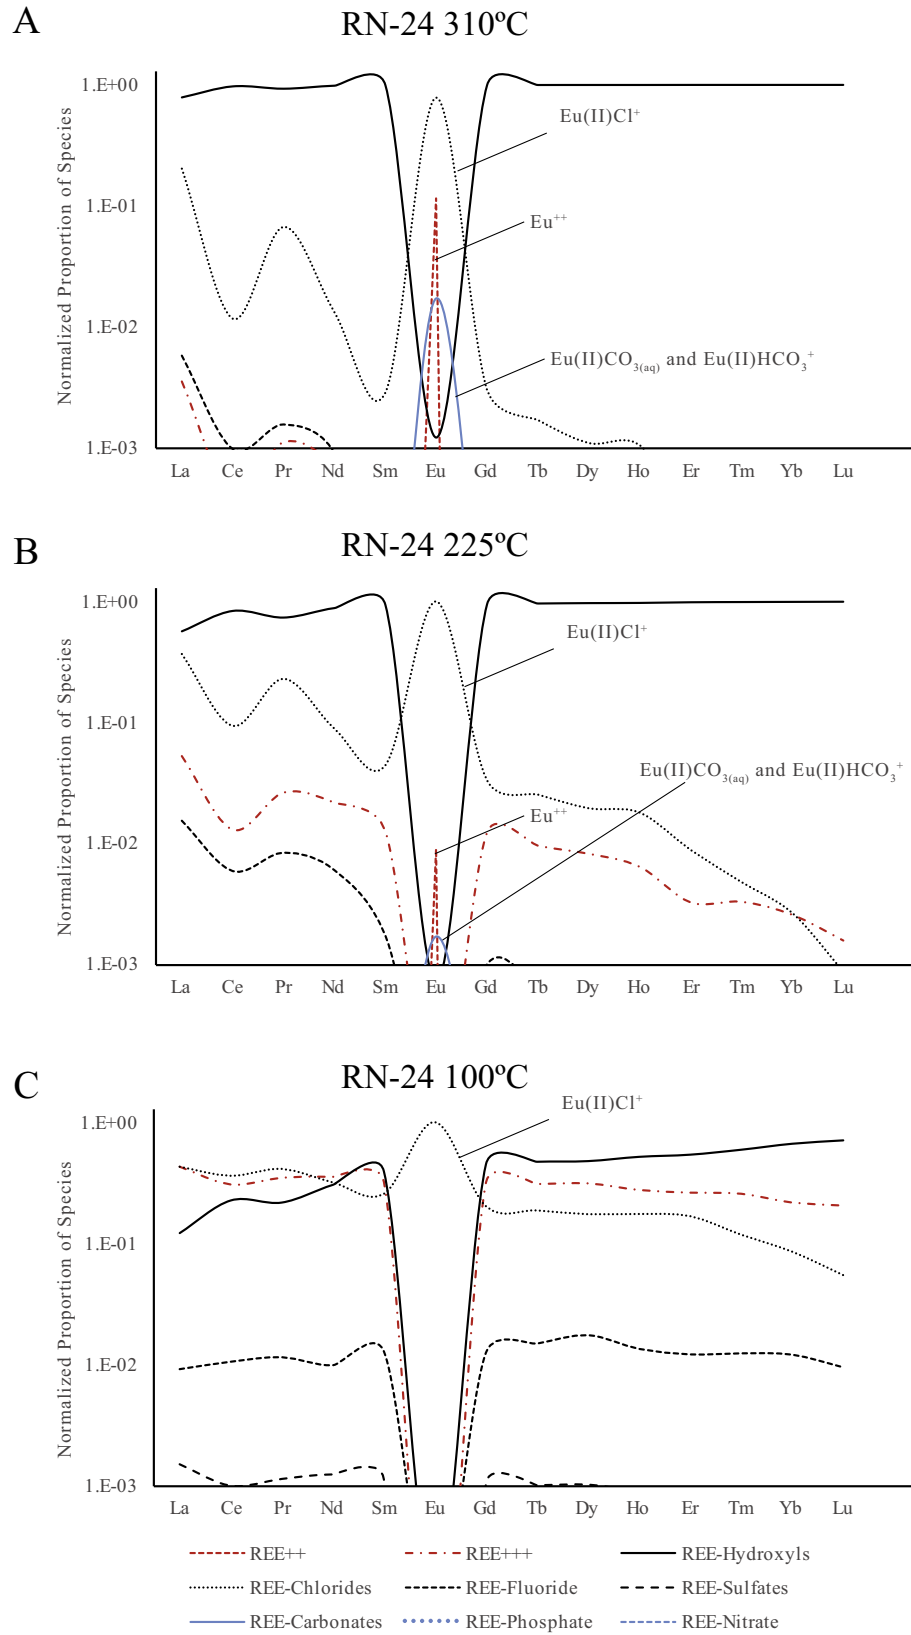 A
RN-24 310ºC
Normalized Proportion of Species
1.E+00
1.E-01
1.E-02
1.E-03
Eu(II)Cl⁺
Eu⁺⁺
Eu(II)CO₃₍ₐq₎ and Eu(II)HCO₃⁺
La Ce Pr Nd Sm Eu Gd Tb Dy Ho Er Tm Yb Lu
B
RN-24 225ºC
Normalized Proportion of Species
1.E+00
1.E-01
1.E-02
1.E-03
Eu(II)Cl⁺
Eu(II)CO₃₍ₐq₎ and Eu(II)HCO₃⁺
Eu⁺⁺
La Ce Pr Nd Sm Eu Gd Tb Dy Ho Er Tm Yb Lu
C
RN-24 100ºC
Normalized Proportion of Species
1.E+00
1.E-01
1.E-02
1.E-03
Eu(II)Cl⁺
La Ce Pr Nd Sm Eu Gd Tb Dy Ho Er Tm Yb Lu
REE++ REE+++ REE-Hydroxyls
REE-Chlorides REE-Fluoride REE-Sulfates
REE-Carbonates REE-Phosphate REE-Nitrate